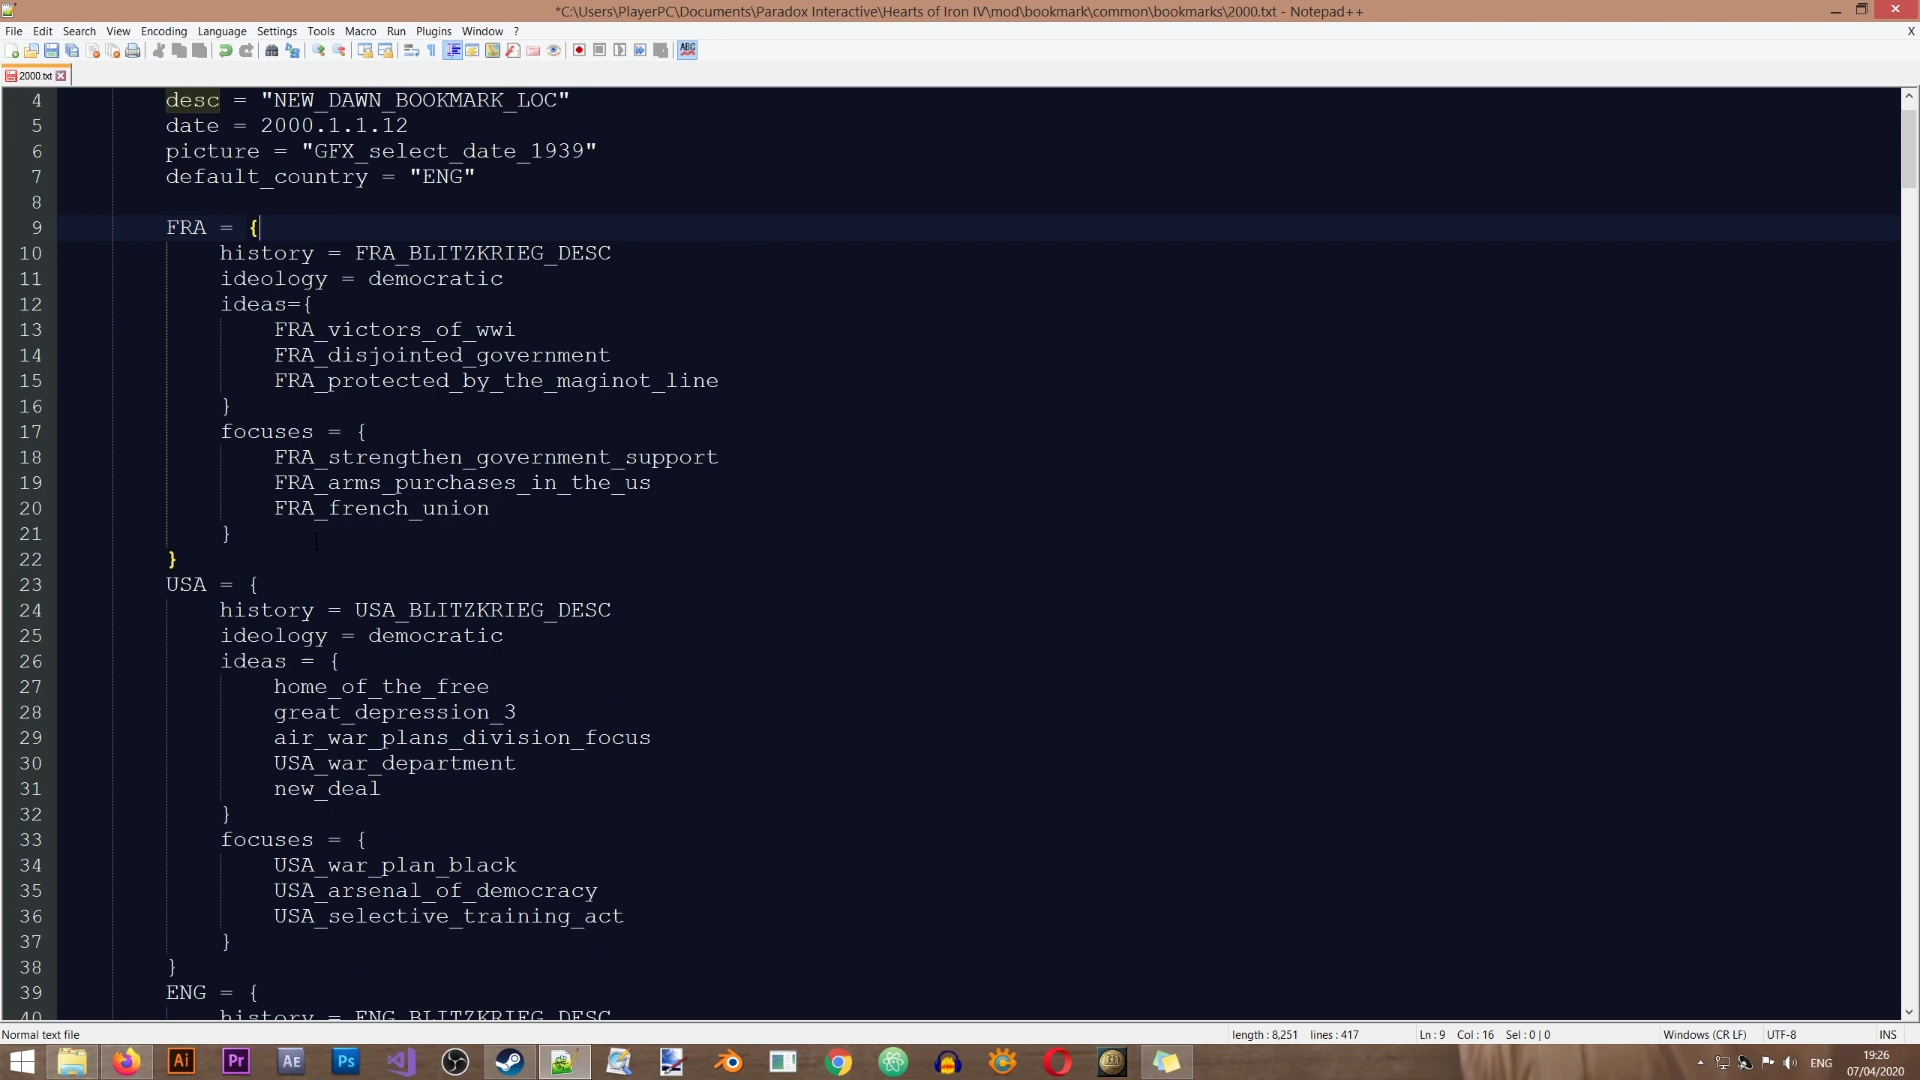 *C:\Users\PlayerPC\Documents\Paradox Interactive\Hearts of Iron IV\mod\bookmark\common\bookmarks\2000.txt - Notepad++
File Edit Search View Encoding Language Settings Tools Macro Run Plugins Window ? X
2000.txt
4 desc = "NEW_DAWN_BOOKMARK_LOC"
5 date = 2000.1.1.12
6 picture = "GFX_select_date_1939"
7 default_country = "ENG"
8
9 FRA = {
10 history = FRA_BLITZKRIEG_DESC
11 ideology = democratic
12 ideas={
13 FRA_victors_of_wwi
14 FRA_disjointed_government
15 FRA_protected_by_the_maginot_line
16 }
17 focuses = {
18 FRA_strengthen_government_support
19 FRA_arms_purchases_in_the_us
20 FRA_french_union
21 }
22 }
23 USA = {
24 history = USA_BLITZKRIEG_DESC
25 ideology = democratic
26 ideas = {
27 home_of_the_free
28 great_depression_3
29 air_war_plans_division_focus
30 USA_war_department
31 new_deal
32 }
33 focuses = {
34 USA_war_plan_black
35 USA_arsenal_of_democracy
36 USA_selective_training_act
37 }
38 }
39 ENG = {
40 history = ENG_BLITZKRIEG_DESC
Normal text file length : 8,251 lines : 417 Ln : 9 Col : 16 Sel : 0 | 0 Windows (CR LF) UTF-8 INS
Ai Pr AE Ps ENG 19:26
07/04/2020